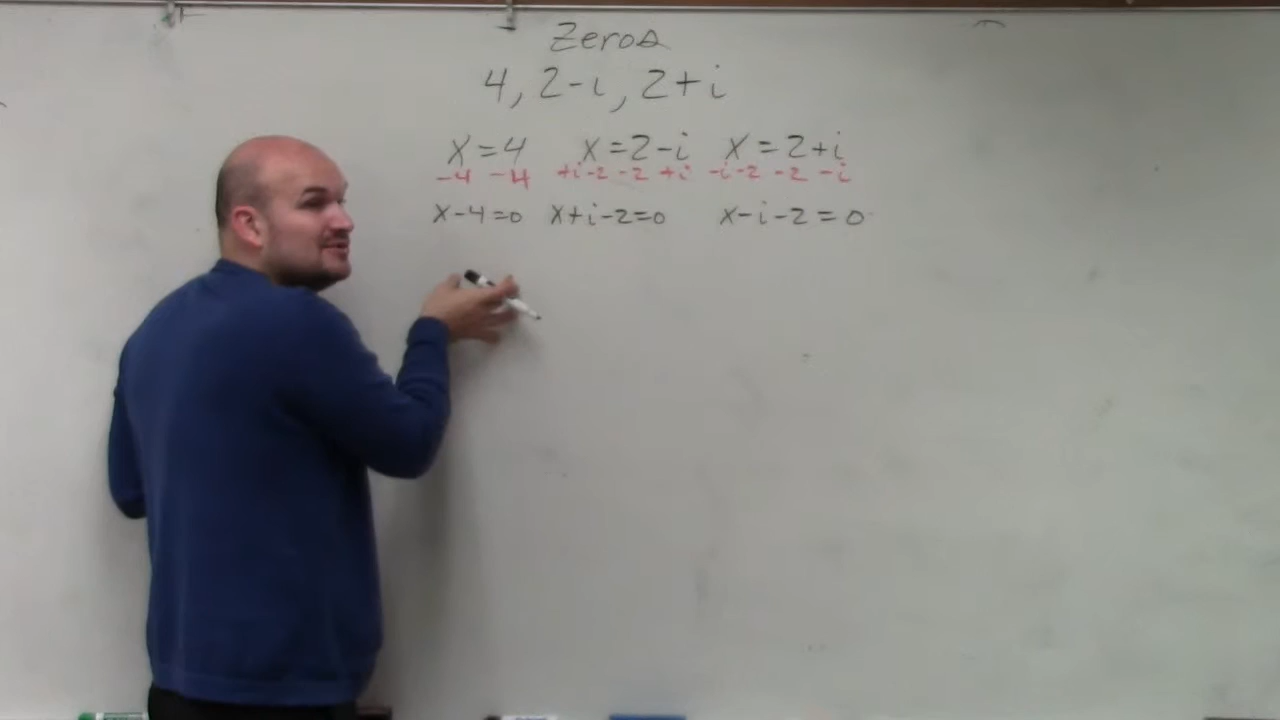 Zeros
4, 2-i, 2+i
x=4 x=2-i x=2+i
-4 -4 +i-2 -2 +i -i-2 -2 -i
x-4=0 x+i-2=0 x-i-2=0